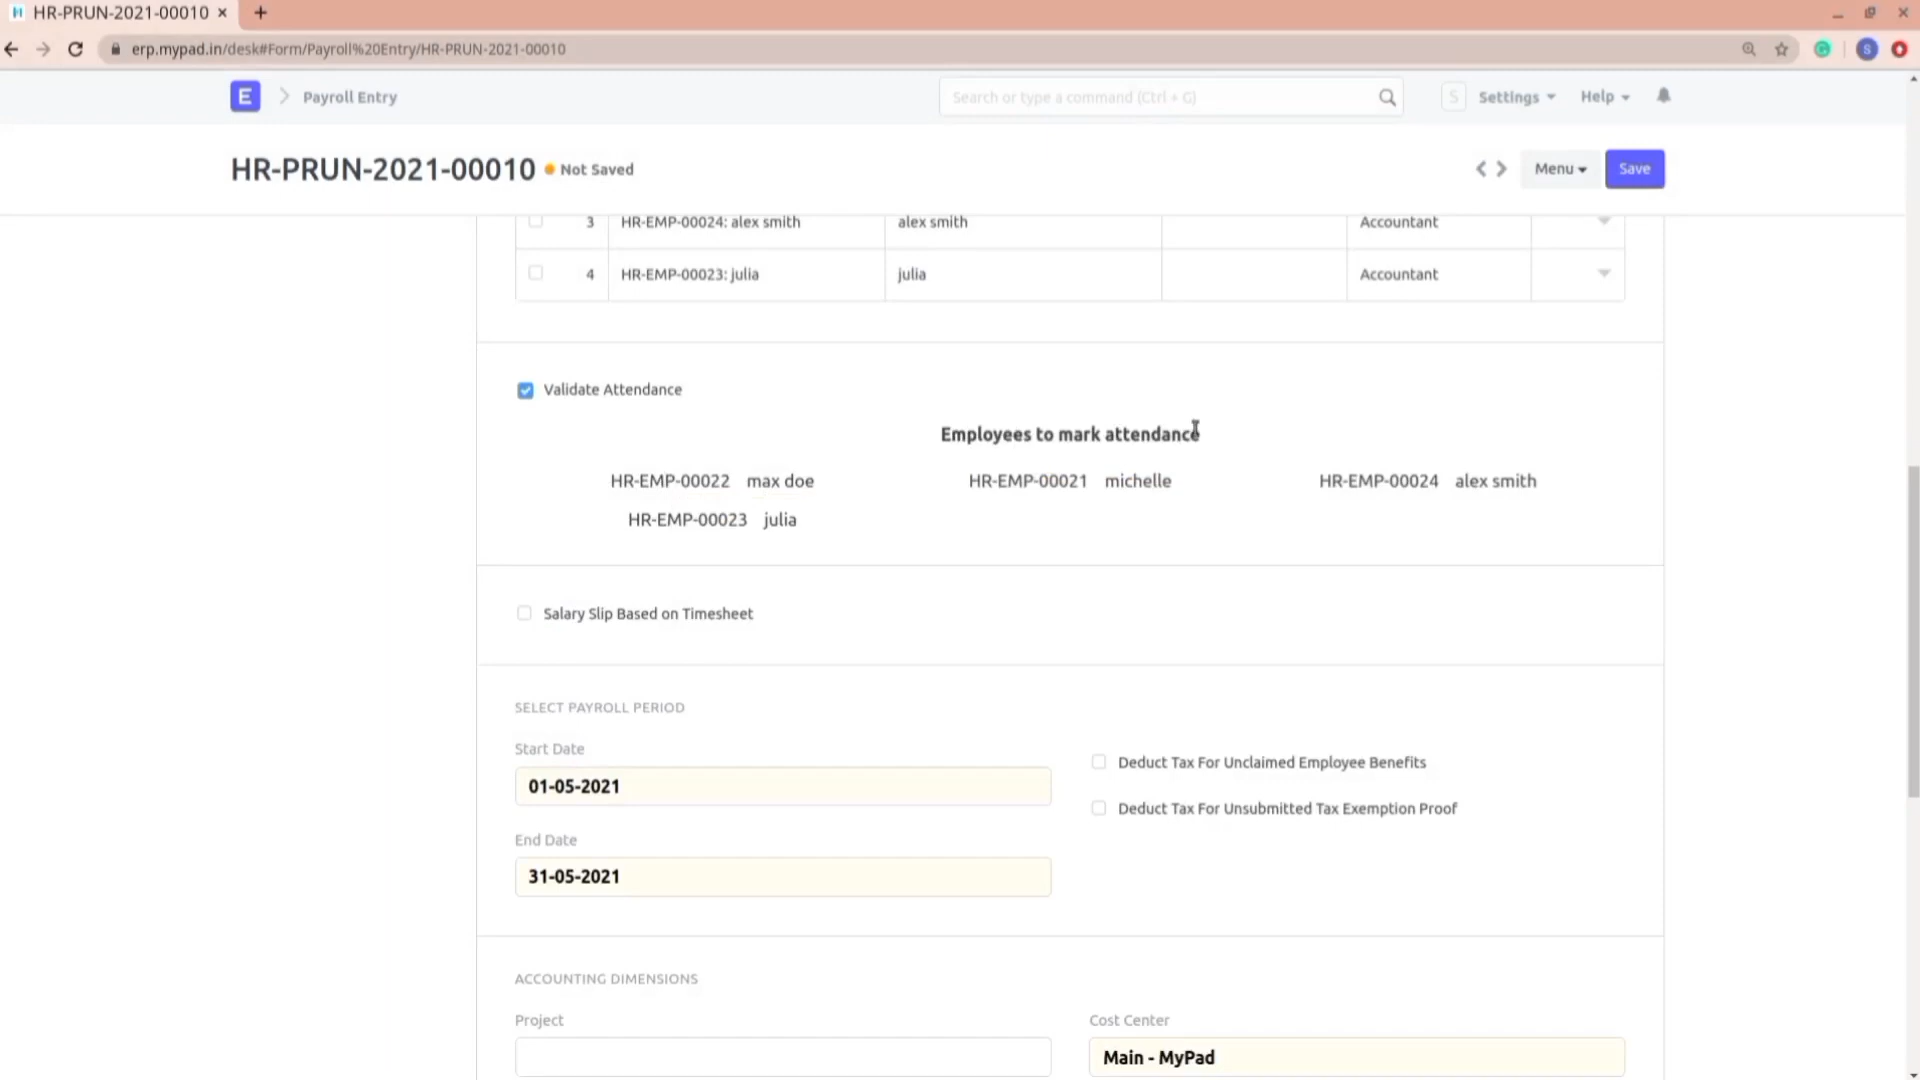 HR-PRUN-2021-00010
erp.mypad.in/desk#Form/Payroll%20Entry/HR-PRUN-2021-00010
S
E Payroll Entry Search or type a command (Ctrl + G) S Settings Help
HR-PRUN-2021-00010 Not Saved Menu Save
3 HR-EMP-00024: alex smith alex smith Accountant
4 HR-EMP-00023: julia julia Accountant
Validate Attendance
Employees to mark attendance
HR-EMP-00022 max doe HR-EMP-00021 michelle HR-EMP-00024 alex smith
HR-EMP-00023 julia
Salary Slip Based on Timesheet
SELECT PAYROLL PERIOD
Start Date
01-05-2021
Deduct Tax For Unclaimed Employee Benefits
Deduct Tax For Unsubmitted Tax Exemption Proof
End Date
31-05-2021
ACCOUNTING DIMENSIONS
Project Cost Center
Main - MyPad